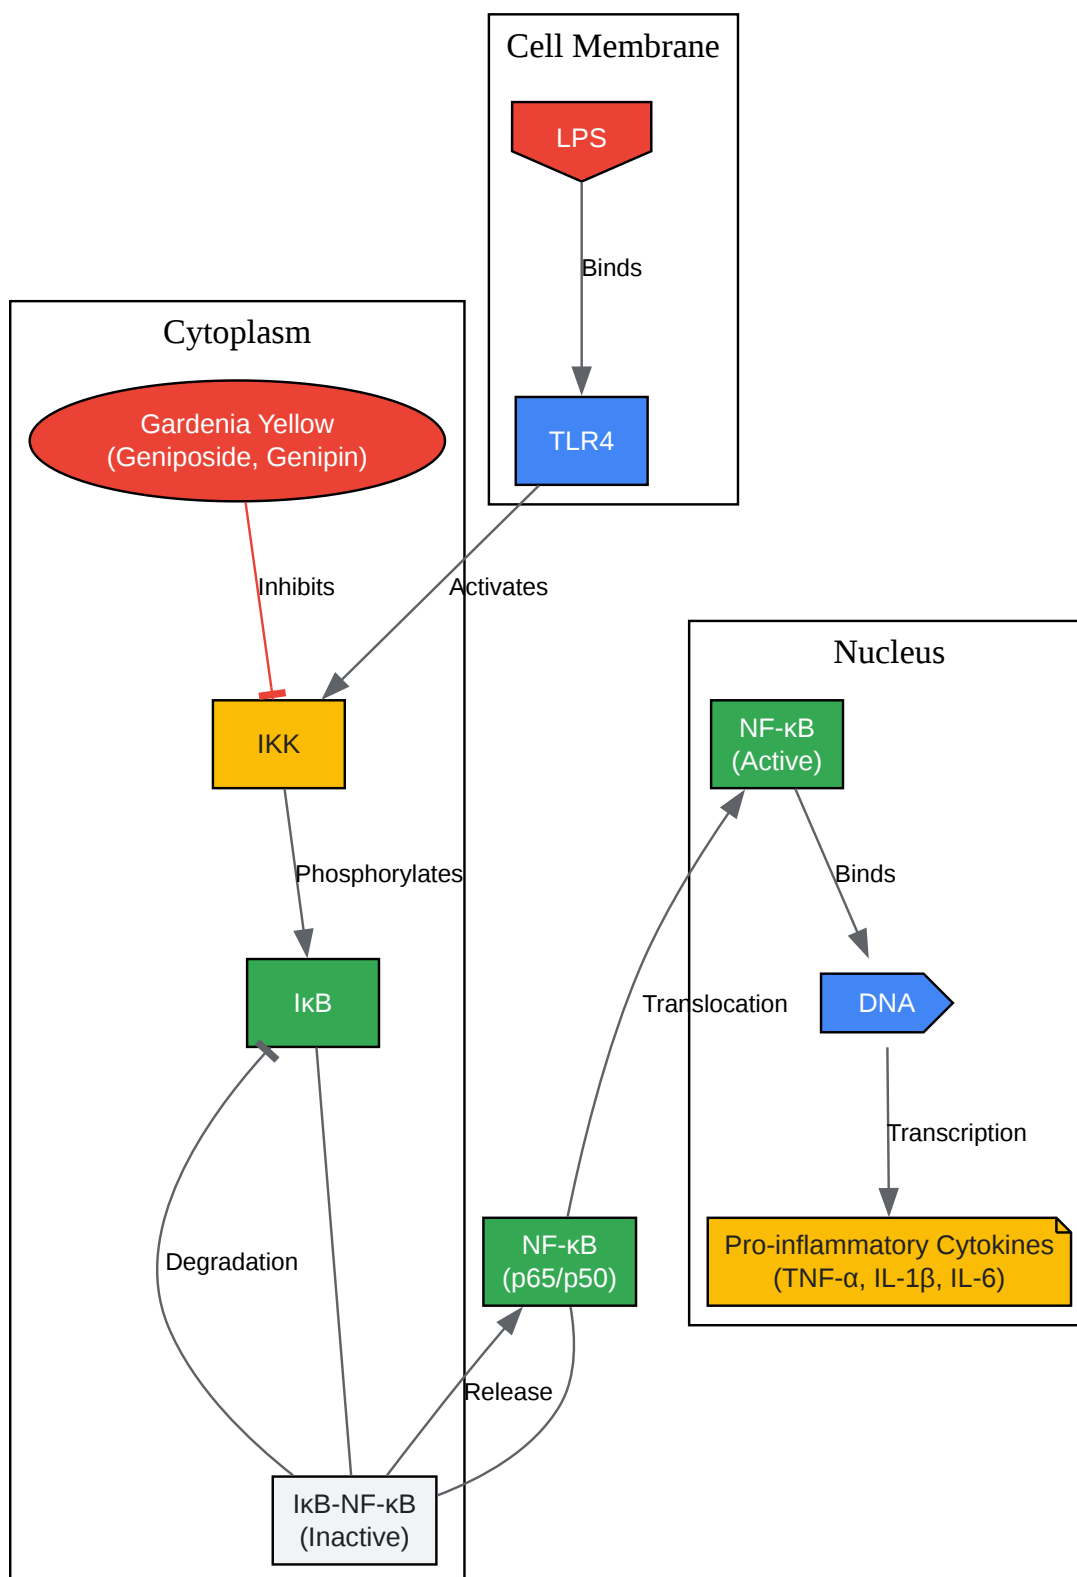 Cell Membrane
LPS
Binds
Cytoplasm
Gardenia Yellow
(Geniposide, Genipin)
TLR4
Inhibits
Activates
Nucleus
IKK
NF-κB
(Active)
Phosphorylates
Binds
IκB
Translocation
DNA
Transcription
Degradation
NF-κB
(p65/p50)
Pro-inflammatory Cytokines
(TNF-α, IL-1β, IL-6)
Release
IκB-NF-κB
(Inactive)